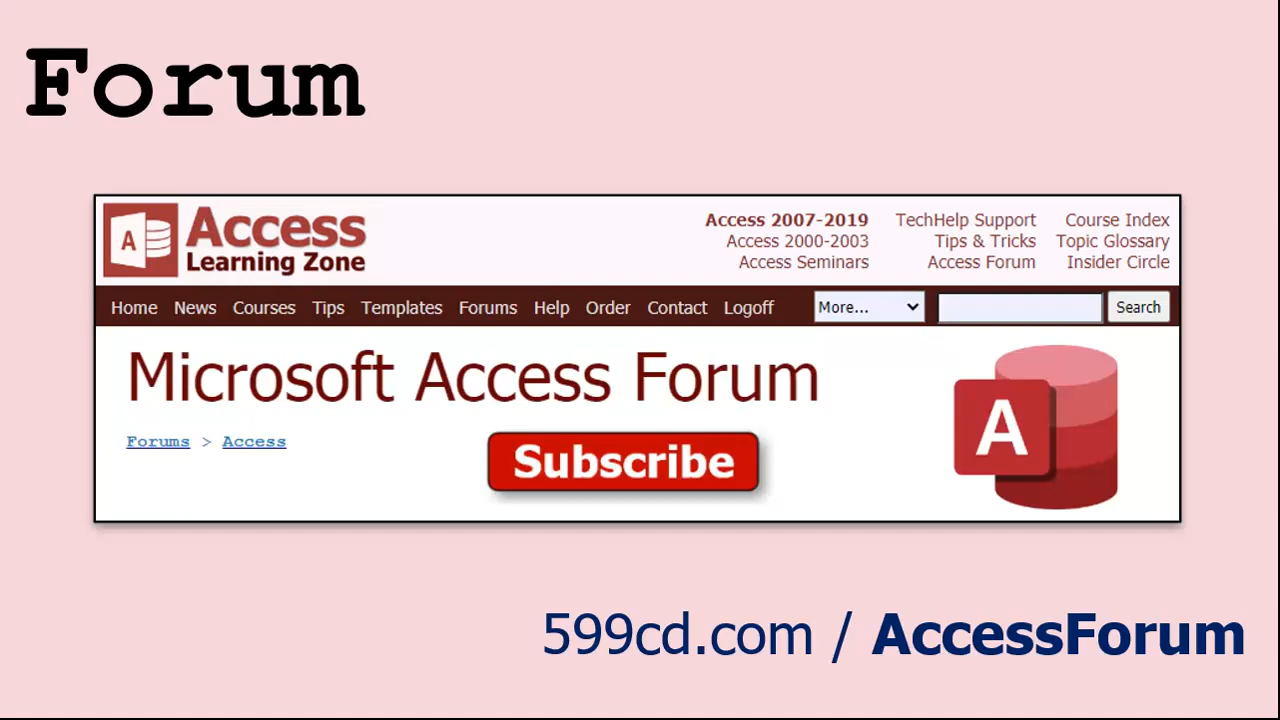 Forum
A
Access
Learning Zone
Access 2007-2019 TechHelp Support Course Index
Access 2000-2003 Tips & Tricks Topic Glossary
Access Seminars Access Forum Insider Circle
Home News Courses Tips Templates Forums Help Order Contact Logoff More... Search
Microsoft Access Forum
Forums > Access
Subscribe
A
599cd.com / AccessForum